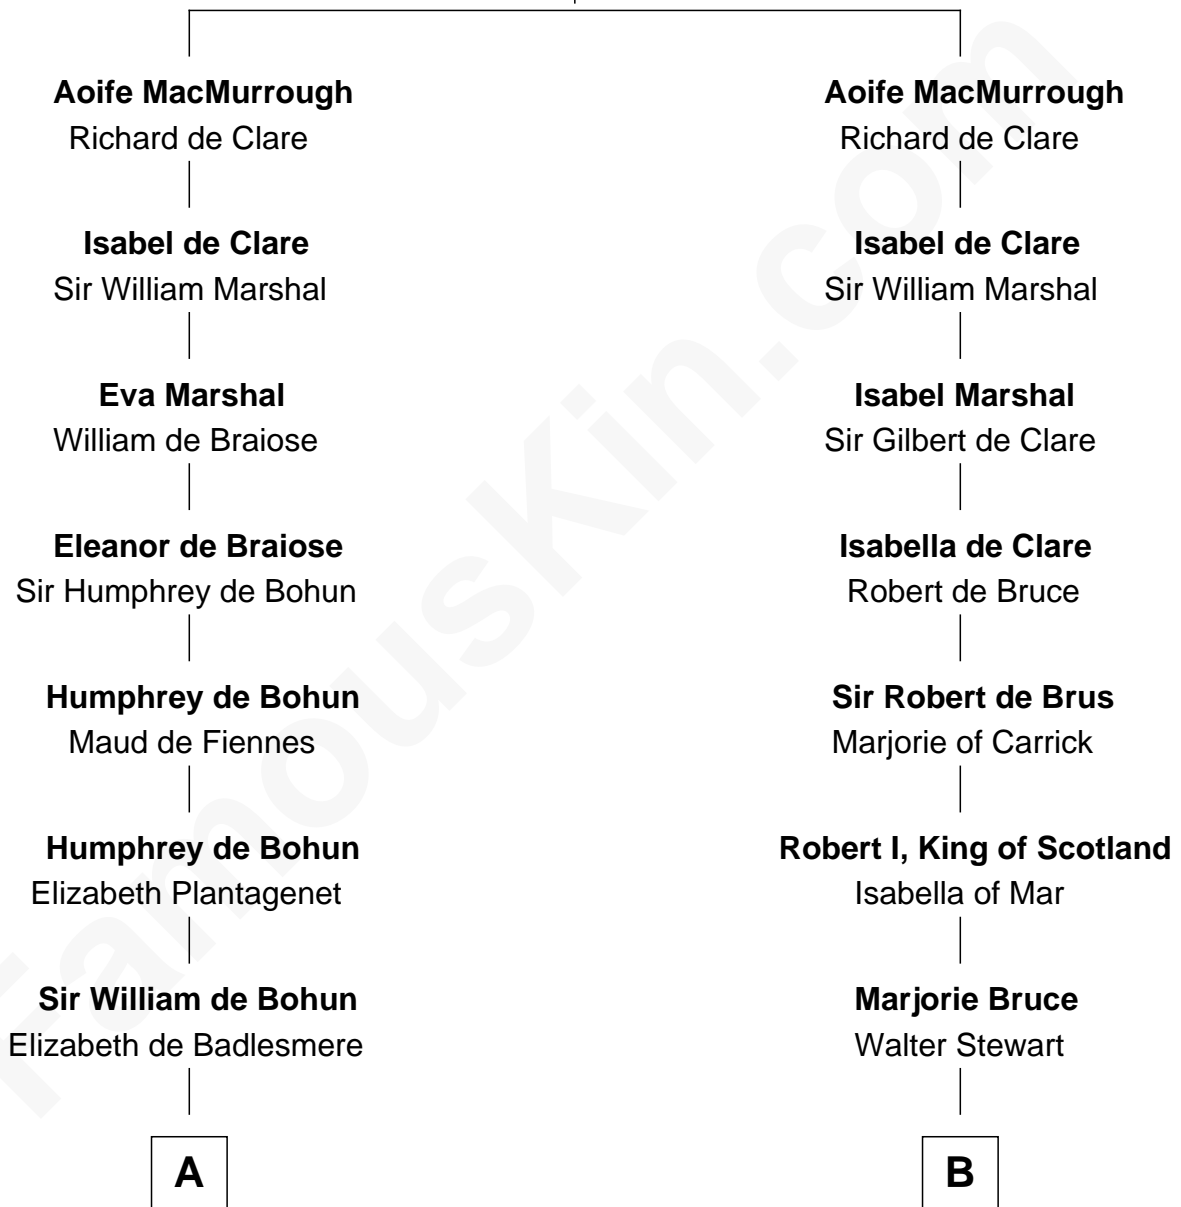 Aoife MacMurrough
Richard de Clare
Isabel de Clare
Sir William Marshal
Eva Marshal
William de Braiose
Eleanor de Braiose
Sir Humphrey de Bohun
Humphrey de Bohun
Maud de Fiennes
Humphrey de Bohun
Elizabeth Plantagenet
Sir William de Bohun
Elizabeth de Badlesmere
A
Aoife MacMurrough
Richard de Clare
Isabel de Clare
Sir William Marshal
Isabel Marshal
Sir Gilbert de Clare
Isabella de Clare
Robert de Bruce
Sir Robert de Brus
Marjorie of Carrick
Robert I, King of Scotland
Isabella of Mar
Marjorie Bruce
Walter Stewart
B
FamousKin.com